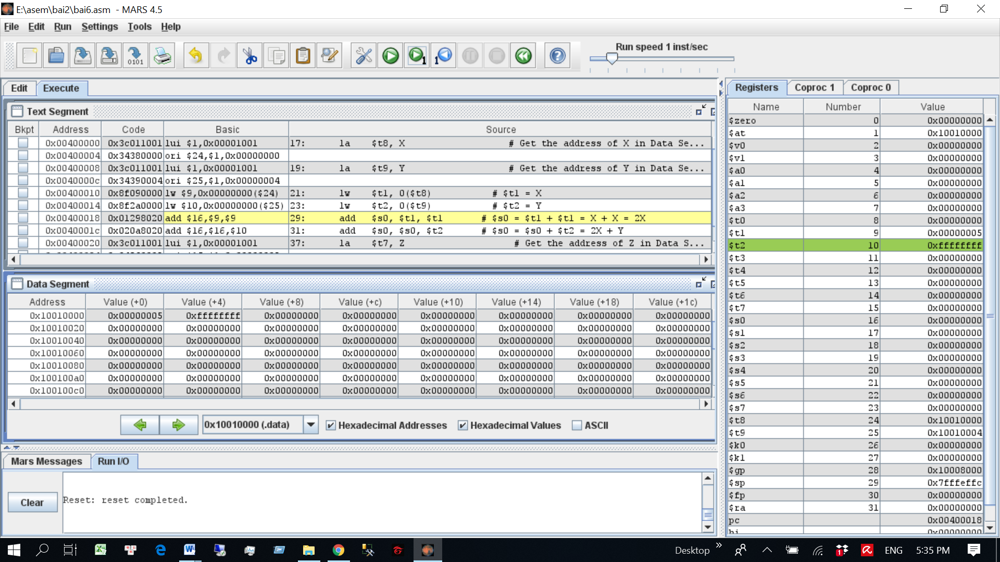 E:\asem\bai2\bai6.asm - MARS 4.5
File Edit Run Settings Tools Help
Run speed 1 inst/sec
Edit Execute
Text Segment
Bkpt Address Code Basic Source
0x00400000 0x3c011001 lui $1,0x00001001 17: la $t8, X # Get the address of X in Data Se...
0x00400004 0x34380000 ori $24,$1,0x00000000
0x00400008 0x3c011001 lui $1,0x00001001 19: la $t9, Y # Get the address of Y in Data Se...
0x0040000c 0x34390004 ori $25,$1,0x00000004
0x00400010 0x8f090000 lw $9,0x00000000($24) 21: lw $t1, 0($t8) # $t1 = X
0x00400014 0x8f2a0000 lw $10,0x00000000($25) 23: lw $t2, 0($t9) # $t2 = Y
0x00400018 0x01298020 add $16,$9,$9 29: add $s0, $t1, $t1 # $s0 = $t1 + $t1 = X + X = 2X
0x0040001c 0x020a8020 add $16,$16,$10 31: add $s0, $s0, $t2 # $s0 = $s0 + $t2 = 2X + Y
0x00400020 0x3c011001 lui $1,0x00001001 37: la $t7, Z # Get the address of Z in Data S...
Data Segment
Address Value (+0) Value (+4) Value (+8) Value (+c) Value (+10) Value (+14) Value (+18) Value (+1c)
0x10010000 0x00000005 0xffffffff 0x00000000 0x00000000 0x00000000 0x00000000 0x00000000 0x00000000
0x10010020 0x00000000 0x00000000 0x00000000 0x00000000 0x00000000 0x00000000 0x00000000 0x00000000
0x10010040 0x00000000 0x00000000 0x00000000 0x00000000 0x00000000 0x00000000 0x00000000 0x00000000
0x10010060 0x00000000 0x00000000 0x00000000 0x00000000 0x00000000 0x00000000 0x00000000 0x00000000
0x10010080 0x00000000 0x00000000 0x00000000 0x00000000 0x00000000 0x00000000 0x00000000 0x00000000
0x100100a0 0x00000000 0x00000000 0x00000000 0x00000000 0x00000000 0x00000000 0x00000000 0x00000000
0x100100c0 0x00000000 0x00000000 0x00000000 0x00000000 0x00000000 0x00000000 0x00000000 0x00000000
0x10010000 (.data) Hexadecimal Addresses Hexadecimal Values ASCII
Mars Messages Run I/O
Clear
Reset: reset completed.
Registers Coproc 1 Coproc 0
Name Number Value
$zero 0 0x00000000
$at 1 0x10010000
$v0 2 0x00000000
$v1 3 0x00000000
$a0 4 0x00000000
$a1 5 0x00000000
$a2 6 0x00000000
$a3 7 0x00000000
$t0 8 0x00000000
$t1 9 0x00000005
$t2 10 0xffffffff
$t3 11 0x00000000
$t4 12 0x00000000
$t5 13 0x00000000
$t6 14 0x00000000
$t7 15 0x00000000
$s0 16 0x00000000
$s1 17 0x00000000
$s2 18 0x00000000
$s3 19 0x00000000
$s4 20 0x00000000
$s5 21 0x00000000
$s6 22 0x00000000
$s7 23 0x00000000
$t8 24 0x10010000
$t9 25 0x10010004
$k0 26 0x00000000
$k1 27 0x00000000
$gp 28 0x10008000
$sp 29 0x7fffeffc
$fp 30 0x00000000
$ra 31 0x00000000
pc 0x00400018
hi 0x00000000
Desktop ENG 5:35 PM